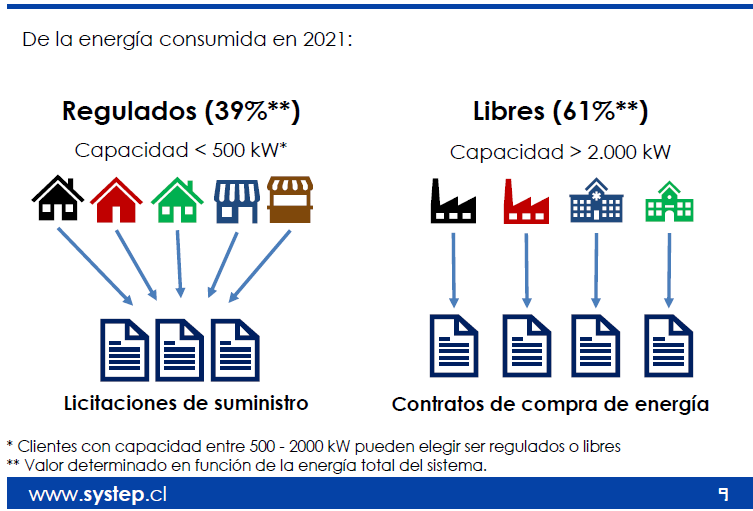 De la energía consumida en 2021:
Regulados (39%**)
Capacidad < 500 kW*
Licitaciones de suministro
Libres (61%**)
Capacidad > 2.000 kW
Contratos de compra de energía
* Clientes con capacidad entre 500 - 2000 kW pueden elegir ser regulados o libres
** Valor determinado en función de la energía total del sistema.
www.systep.cl
9